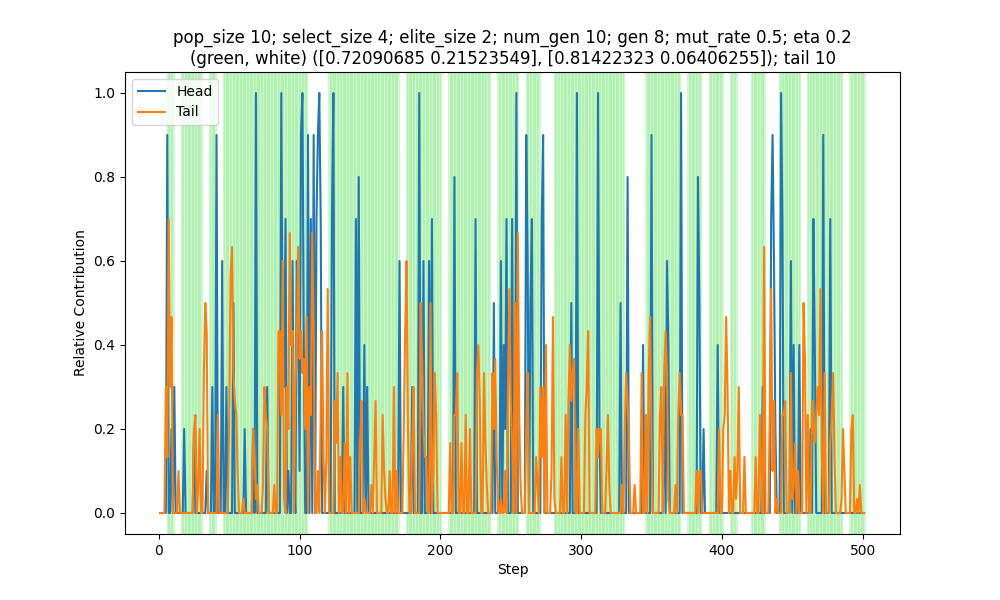 pop_size 10; select_size 4; elite_size 2; num_gen 10; gen 8; mut_rate 0.5; eta 0.2
(green, white) ([0.72090685 0.21523549], [0.81422323 0.06406255]); tail 10
Head
Tail
Relative Contribution
1.0
0.8
0.6
0.4
0.2
0.0
0
100
200
300
400
500
Step